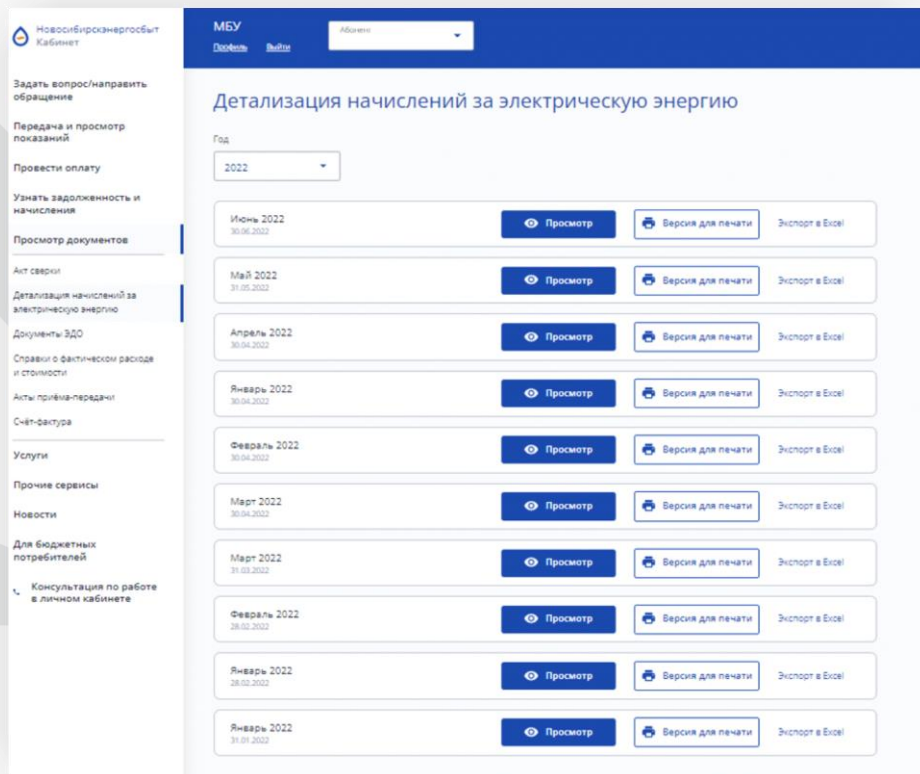 Новосибирскэнергосбыт
Кабинет
МБУ
Профиль Выйти
Абонент
Задать вопрос/направить
обращение
Передача и просмотр
показаний
Провести оплату
Узнать задолженность и
начисления
Просмотр документов
Акт сверки
Детализация начислений за
электрическую энергию
Документы ЭДО
Справки о фактическом расходе
и стоимости
Акты приёма-передачи
Счёт-фактура
Услуги
Прочие сервисы
Новости
Для бюджетных
потребителей
Консультация по работе
в личном кабинете
Детализация начислений за электрическую энергию
Год
2022
Июнь 2022
30.06.2022
Просмотр Версия для печати Экспорт в Excel
Май 2022
31.05.2022
Просмотр Версия для печати Экспорт в Excel
Апрель 2022
30.04.2022
Просмотр Версия для печати Экспорт в Excel
Январь 2022
30.04.2022
Просмотр Версия для печати Экспорт в Excel
Февраль 2022
30.04.2022
Просмотр Версия для печати Экспорт в Excel
Март 2022
30.04.2022
Просмотр Версия для печати Экспорт в Excel
Март 2022
31.03.2022
Просмотр Версия для печати Экспорт в Excel
Февраль 2022
28.02.2022
Просмотр Версия для печати Экспорт в Excel
Январь 2022
28.02.2022
Просмотр Версия для печати Экспорт в Excel
Январь 2022
31.01.2022
Просмотр Версия для печати Экспорт в Excel